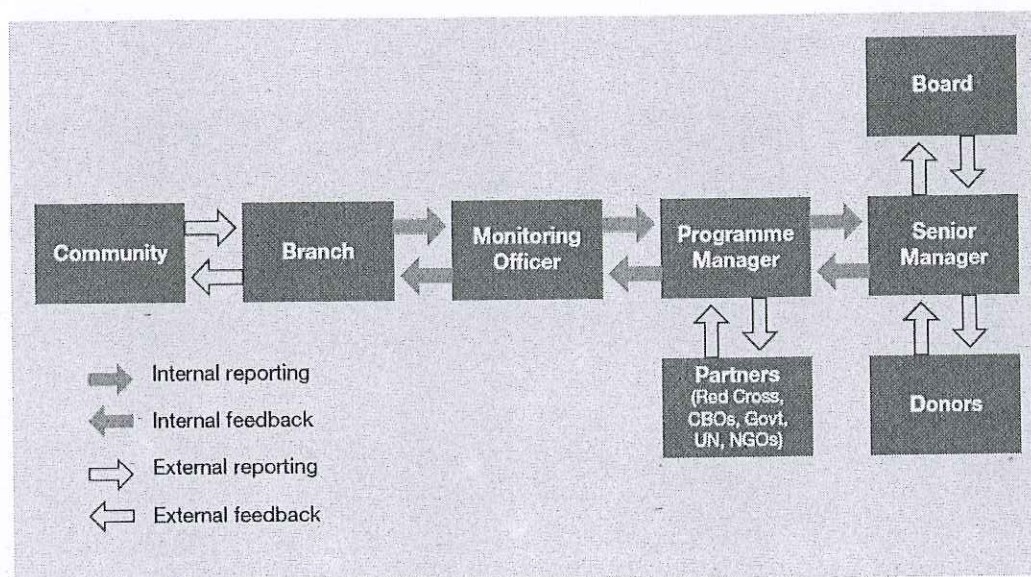 Board
Community
Branch
Monitoring
Officer
Programme
Manager
Senior
Manager
Partners
(Red Cross,
CBOs, Govt,
UN, NGOs)
Donors
Internal reporting
Internal feedback
External reporting
External feedback